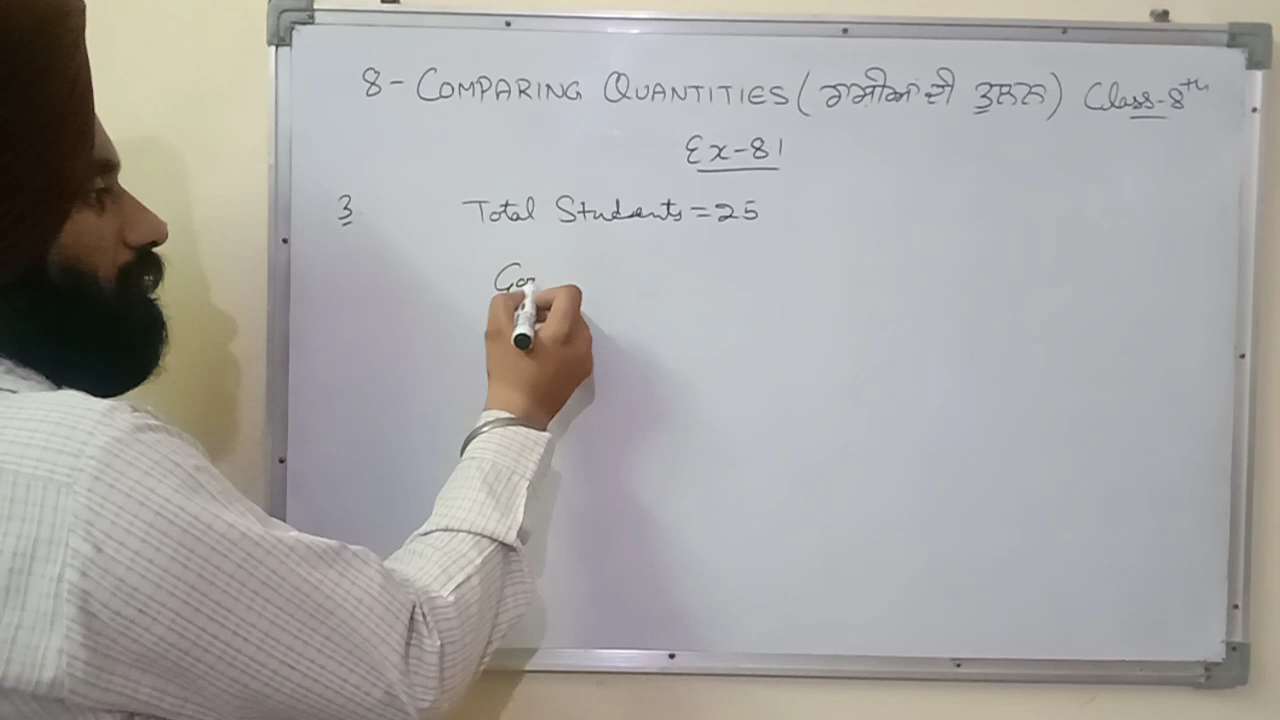 8- COMPARING QUANTITIES (ਰਾਸ਼ੀਆਂ ਦੀ ਤੁਲਨਾ) Class-8th
Ex-8.1
3 Total Students = 25